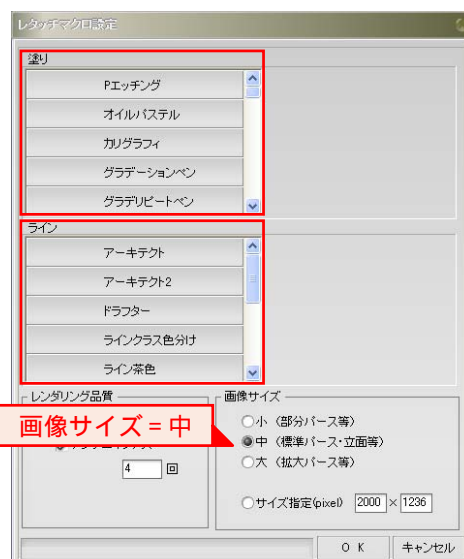 レタッチマクロ設定
塗り
Pエッチング
オイルパステル
カリグラフィ
グラデーションペン
グラデリピートペン
ライン
アーキテクト
アーキテクト2
ドラフター
ラインクラス色分け
ライン茶色
レンダリング品質
画像サイズ
小 (部分パース等)
画像サイズ = 中
中 (標準パース・立面等)
大 (拡大パース等)
4 回
サイズ指定(pixel) 2000 × 1236
O K キャンセル